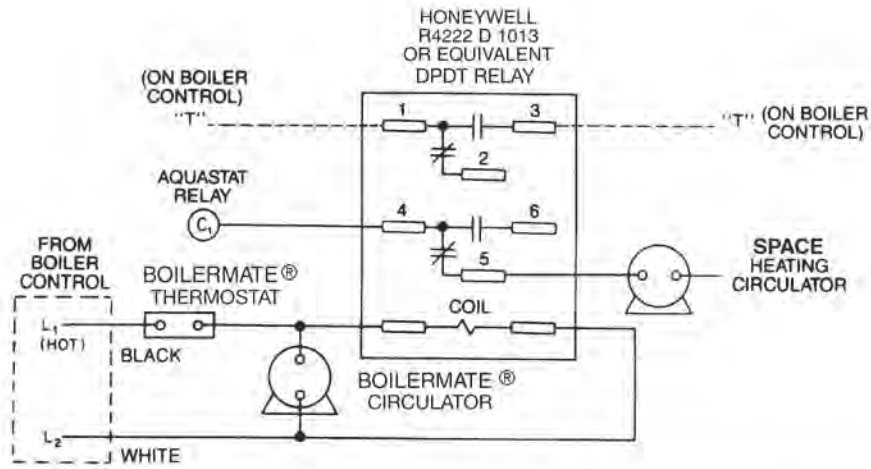 HONEYWELL
R4222 D 1013
OR EQUIVALENT
DPDT RELAY
(ON BOILER
CONTROL)
"T"
1
3
"T" (ON BOILER
CONTROL)
2
AQUASTAT
RELAY
C1
4
6
5
SPACE
HEATING
CIRCULATOR
FROM
BOILER
CONTROL
BOILERMATE®
THERMOSTAT
COIL
L1
(HOT)
BLACK
BOILERMATE®
CIRCULATOR
L2
WHITE